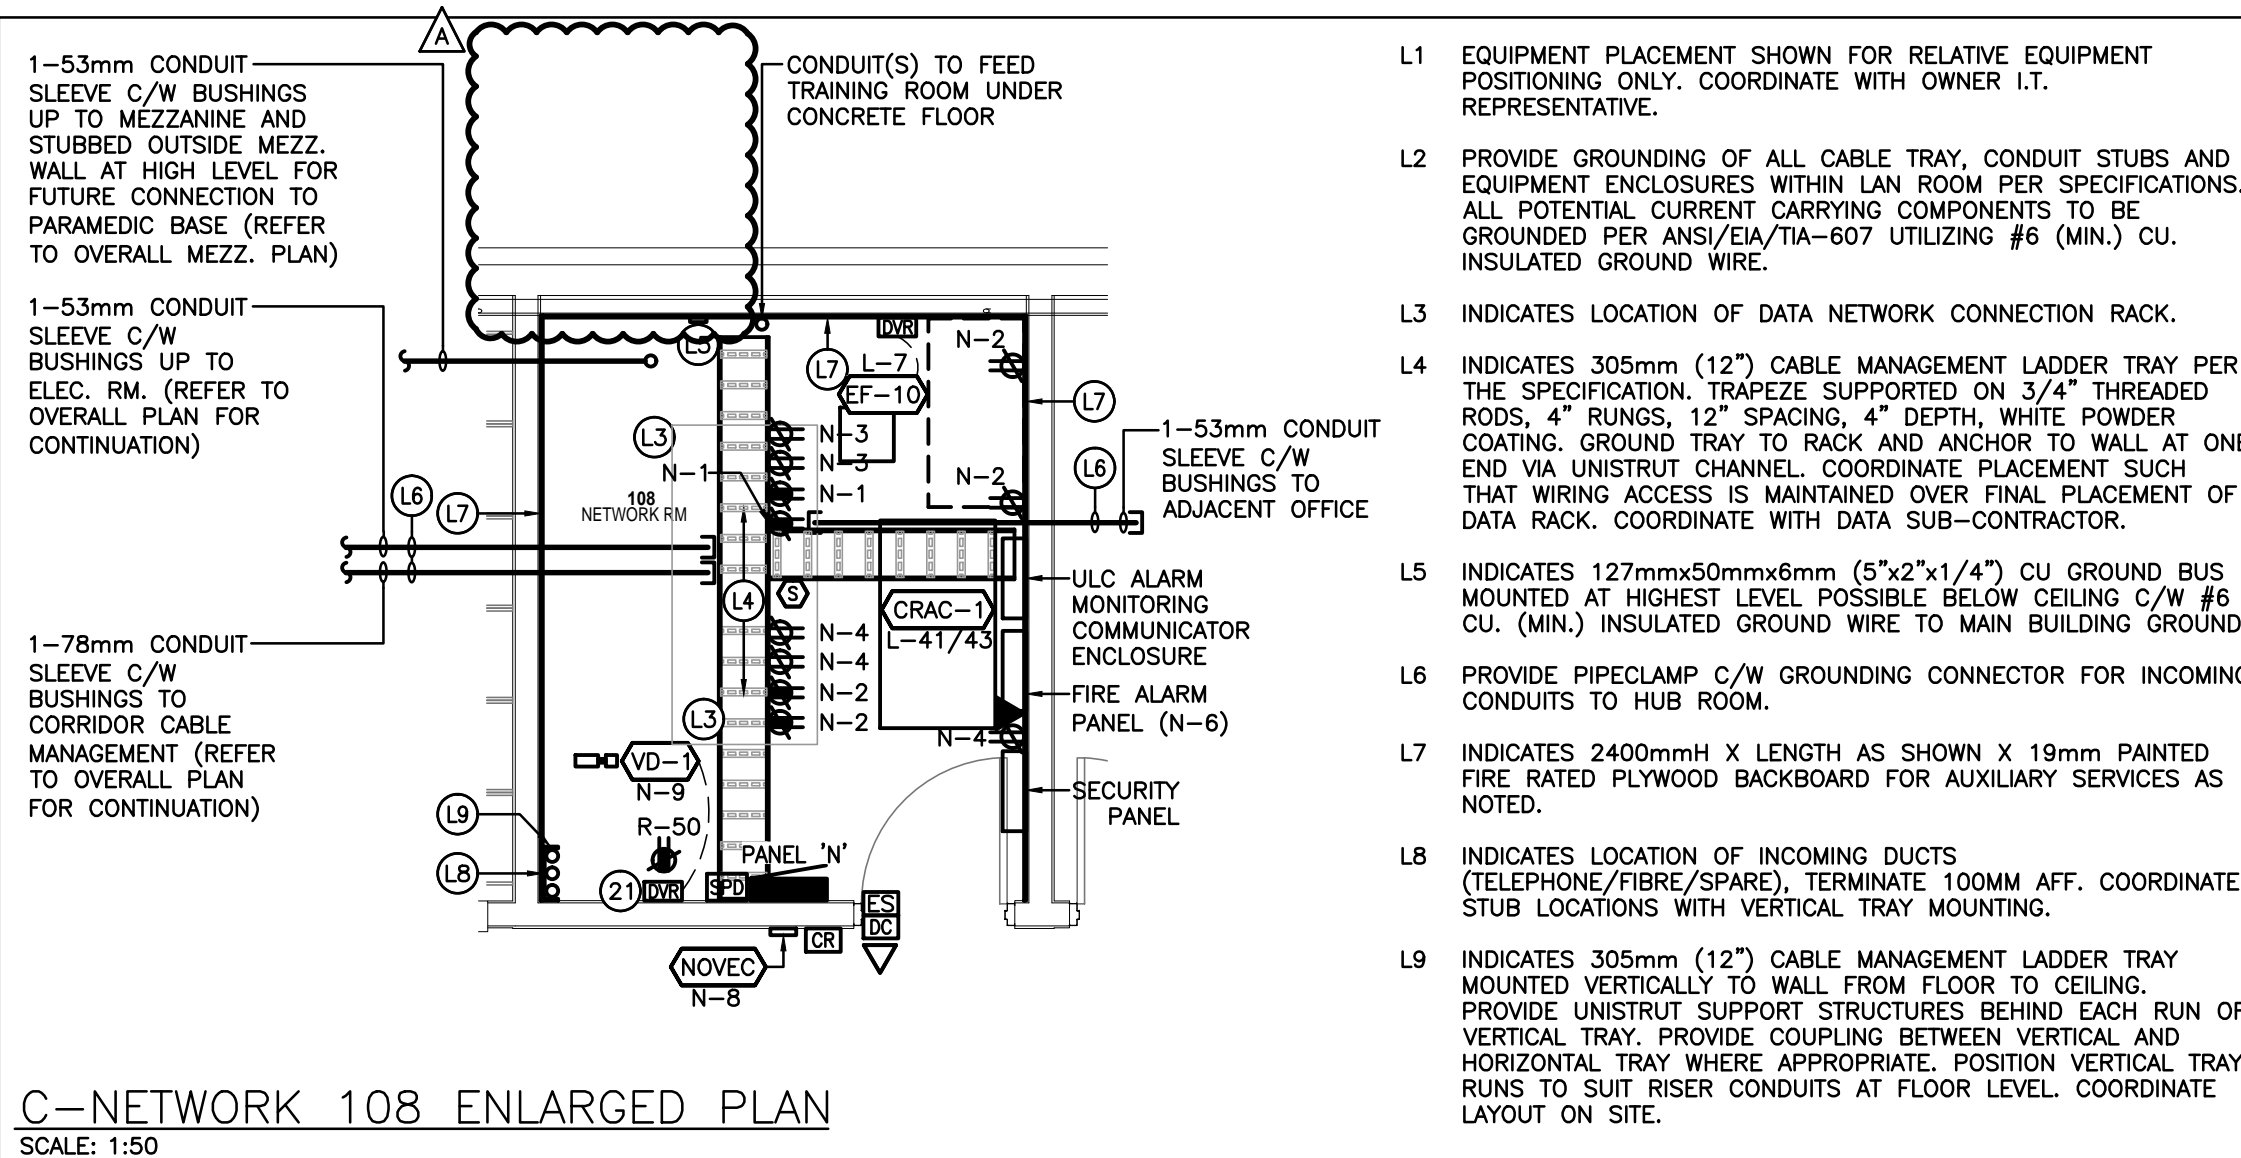 A
1-53mm CONDUIT
SLEEVE C/W BUSHINGS
UP TO MEZZANINE AND
STUBBED OUTSIDE MEZZ.
WALL AT HIGH LEVEL FOR
FUTURE CONNECTION TO
PARAMEDIC BASE (REFER
TO OVERALL MEZZ. PLAN)
1-53mm CONDUIT
SLEEVE C/W
BUSHINGS UP TO
ELEC. RM. (REFER TO
OVERALL PLAN FOR
CONTINUATION)
1-78mm CONDUIT
SLEEVE C/W
BUSHINGS TO
CORRIDOR CABLE
MANAGEMENT (REFER
TO OVERALL PLAN
FOR CONTINUATION)
CONDUIT(S) TO FEED
TRAINING ROOM UNDER
CONCRETE FLOOR
L5
DVR
L7
L-7
EF-10
N-2
L7
L3
N-3
N-3
N-1
N-1
N-2
L6
1-53mm CONDUIT
SLEEVE C/W
BUSHINGS TO
ADJACENT OFFICE
L6
L7
108
NETWORK RM
L4
S
CRAC-1
L-41/43
ULC ALARM
MONITORING
COMMUNICATOR
ENCLOSURE
N-4
N-4
N-2
N-2
FIRE ALARM
PANEL (N-6)
L3
N-4
VD-1
N-9
SECURITY
PANEL
L9
R-50
PANEL 'N'
L8
21
DVR
SPD
ES
DC
CR
NOVEC
N-8
C-NETWORK 108 ENLARGED PLAN
SCALE: 1:50
L1 EQUIPMENT PLACEMENT SHOWN FOR RELATIVE EQUIPMENT
POSITIONING ONLY. COORDINATE WITH OWNER I.T.
REPRESENTATIVE.
L2 PROVIDE GROUNDING OF ALL CABLE TRAY, CONDUIT STUBS AND
EQUIPMENT ENCLOSURES WITHIN LAN ROOM PER SPECIFICATIONS.
ALL POTENTIAL CURRENT CARRYING COMPONENTS TO BE
GROUNDED PER ANSI/EIA/TIA-607 UTILIZING #6 (MIN.) CU.
INSULATED GROUND WIRE.
L3 INDICATES LOCATION OF DATA NETWORK CONNECTION RACK.
L4 INDICATES 305mm (12") CABLE MANAGEMENT LADDER TRAY PER
THE SPECIFICATION. TRAPEZE SUPPORTED ON 3/4" THREADED
RODS, 4" RUNGS, 12" SPACING, 4" DEPTH, WHITE POWDER
COATING. GROUND TRAY TO RACK AND ANCHOR TO WALL AT ONE
END VIA UNISTRUT CHANNEL. COORDINATE PLACEMENT SUCH
THAT WIRING ACCESS IS MAINTAINED OVER FINAL PLACEMENT OF
DATA RACK. COORDINATE WITH DATA SUB-CONTRACTOR.
L5 INDICATES 127mmx50mmx6mm (5"x2"x1/4") CU GROUND BUS
MOUNTED AT HIGHEST LEVEL POSSIBLE BELOW CEILING C/W #6
CU. (MIN.) INSULATED GROUND WIRE TO MAIN BUILDING GROUND
L6 PROVIDE PIPECLAMP C/W GROUNDING CONNECTOR FOR INCOMING
CONDUITS TO HUB ROOM.
L7 INDICATES 2400mmH X LENGTH AS SHOWN X 19mm PAINTED
FIRE RATED PLYWOOD BACKBOARD FOR AUXILIARY SERVICES AS
NOTED.
L8 INDICATES LOCATION OF INCOMING DUCTS
(TELEPHONE/FIBRE/SPARE), TERMINATE 100MM AFF. COORDINATE
STUB LOCATIONS WITH VERTICAL TRAY MOUNTING.
L9 INDICATES 305mm (12") CABLE MANAGEMENT LADDER TRAY
MOUNTED VERTICALLY TO WALL FROM FLOOR TO CEILING.
PROVIDE UNISTRUT SUPPORT STRUCTURES BEHIND EACH RUN OF
VERTICAL TRAY. PROVIDE COUPLING BETWEEN VERTICAL AND
HORIZONTAL TRAY WHERE APPROPRIATE. POSITION VERTICAL TRAY
RUNS TO SUIT RISER CONDUITS AT FLOOR LEVEL. COORDINATE
LAYOUT ON SITE.